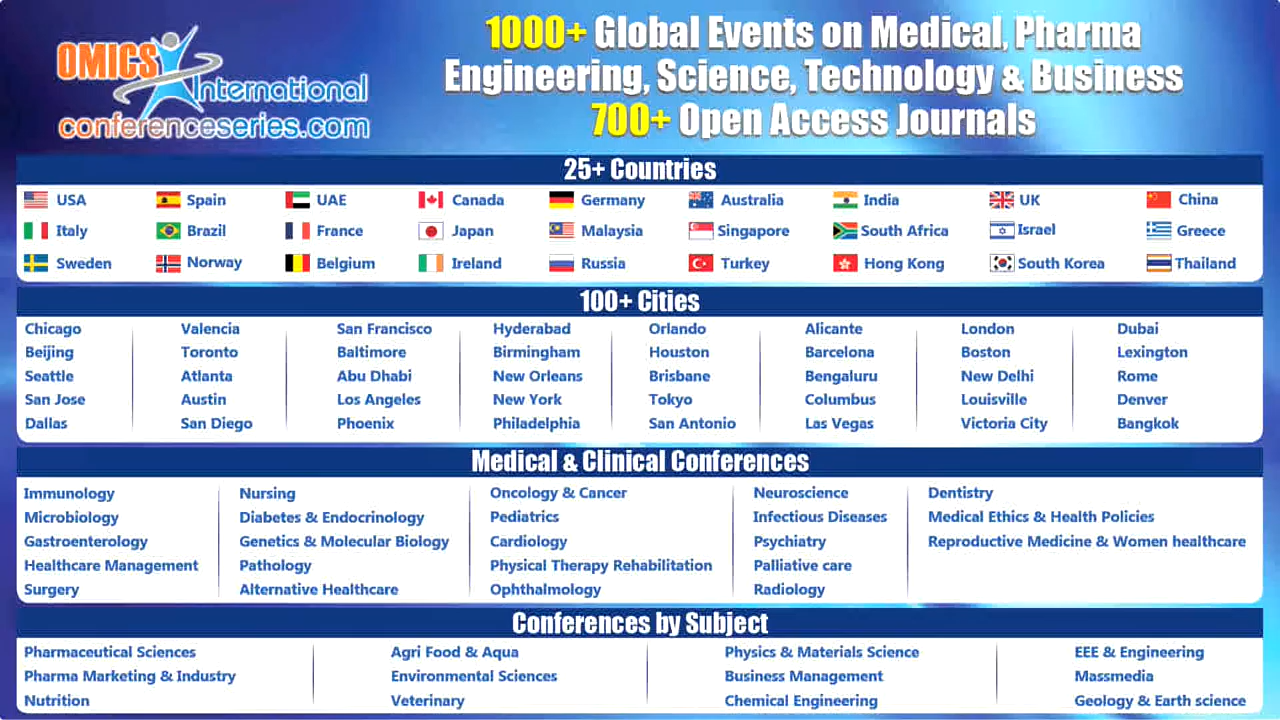 OMICS
International
conferenceseries.com
1000+ Global Events on Medical, Pharma
Engineering, Science, Technology & Business
700+ Open Access Journals
25+ Countries
USA Spain UAE Canada Germany Australia India UK China
Italy Brazil France Japan Malaysia Singapore South Africa Israel Greece
Sweden Norway Belgium Ireland Russia Turkey Hong Kong South Korea Thailand
100+ Cities
Chicago Valencia San Francisco Hyderabad Orlando Alicante London Dubai
Beijing Toronto Baltimore Birmingham Houston Barcelona Boston Lexington
Seattle Atlanta Abu Dhabi New Orleans Brisbane Bengaluru New Delhi Rome
San Jose Austin Los Angeles New York Tokyo Columbus Louisville Denver
Dallas San Diego Phoenix Philadelphia San Antonio Las Vegas Victoria City Bangkok
Medical & Clinical Conferences
Immunology Nursing Oncology & Cancer Neuroscience Dentistry
Microbiology Diabetes & Endocrinology Pediatrics Infectious Diseases Medical Ethics & Health Policies
Gastroenterology Genetics & Molecular Biology Cardiology Psychiatry Reproductive Medicine & Women healthcare
Healthcare Management Pathology Physical Therapy Rehabilitation Palliative care
Surgery Alternative Healthcare Ophthalmology Radiology
Conferences by Subject
Pharmaceutical Sciences Agri Food & Aqua Physics & Materials Science EEE & Engineering
Pharma Marketing & Industry Environmental Sciences Business Management Massmedia
Nutrition Veterinary Chemical Engineering Geology & Earth science